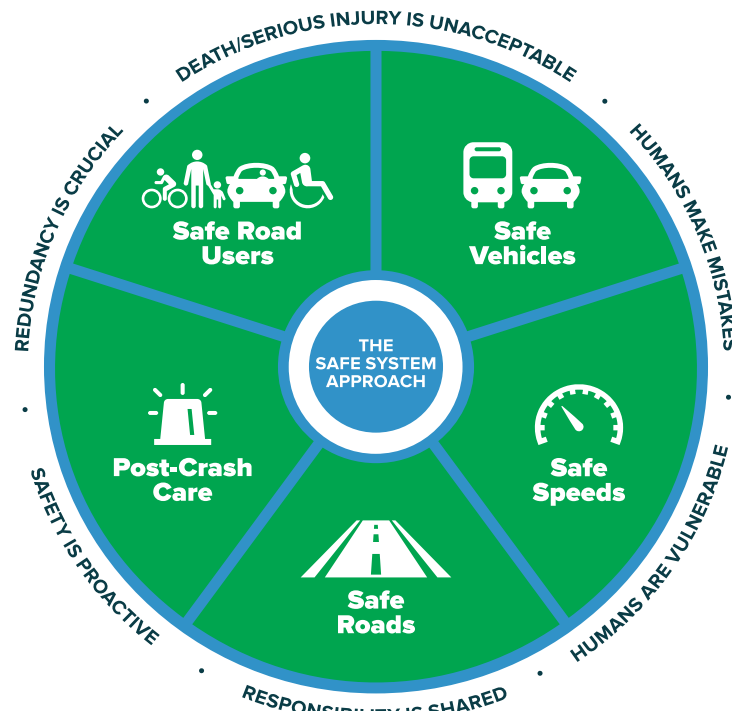 DEATH/SERIOUS INJURY IS UNACCEPTABLE
HUMANS MAKE MISTAKES
HUMANS ARE VULNERABLE
RESPONSIBILITY IS SHARED
SAFETY IS PROACTIVE
REDUNDANCY IS CRUCIAL
Safe Road
Users
Safe
Vehicles
THE
SAFE SYSTEM
APPROACH
Post-Crash
Care
Safe
Speeds
Safe
Roads